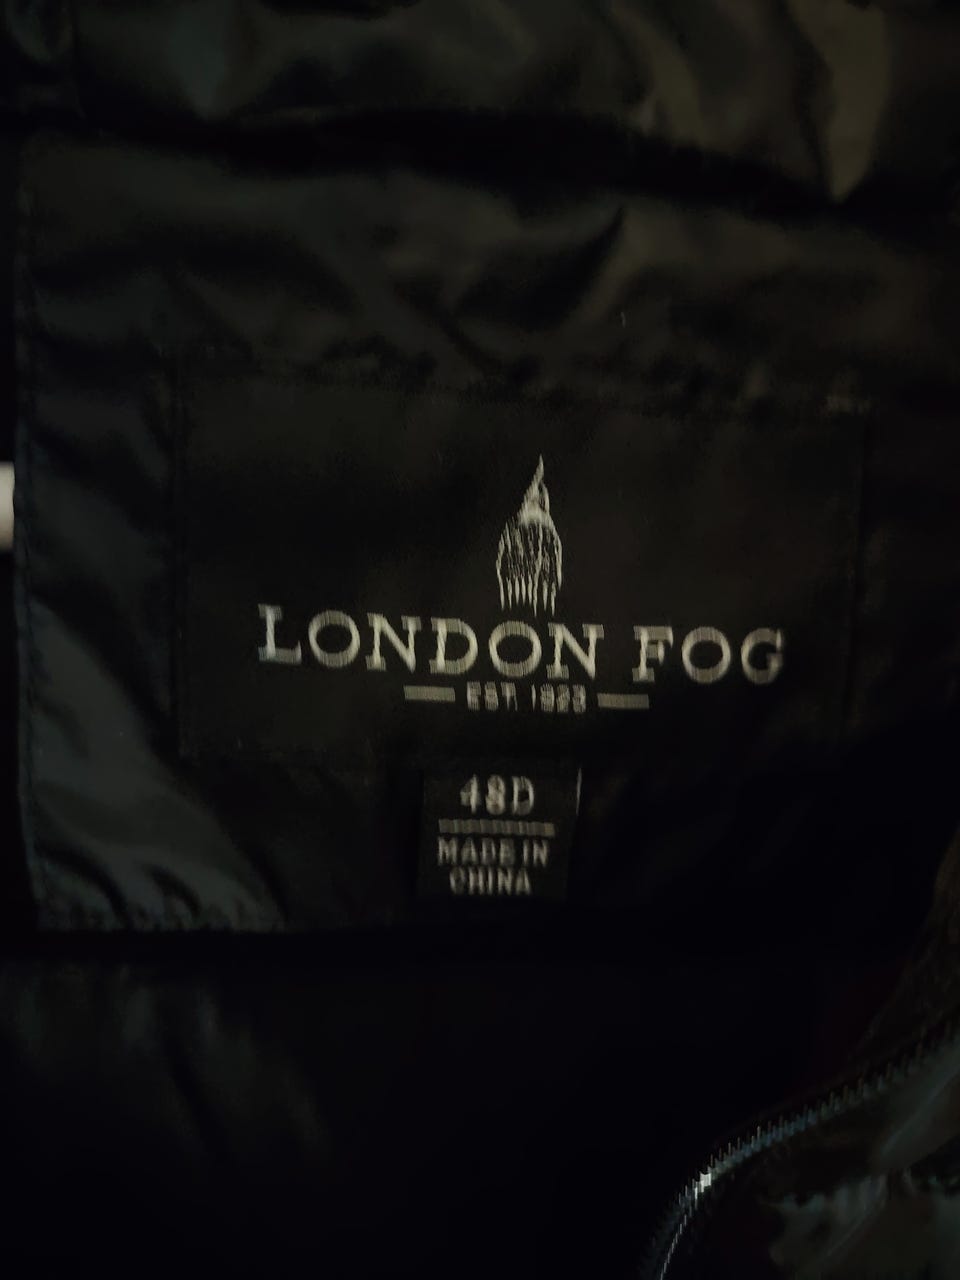 LONDON FOG
EST 1923
48D
MADE IN
CHINA